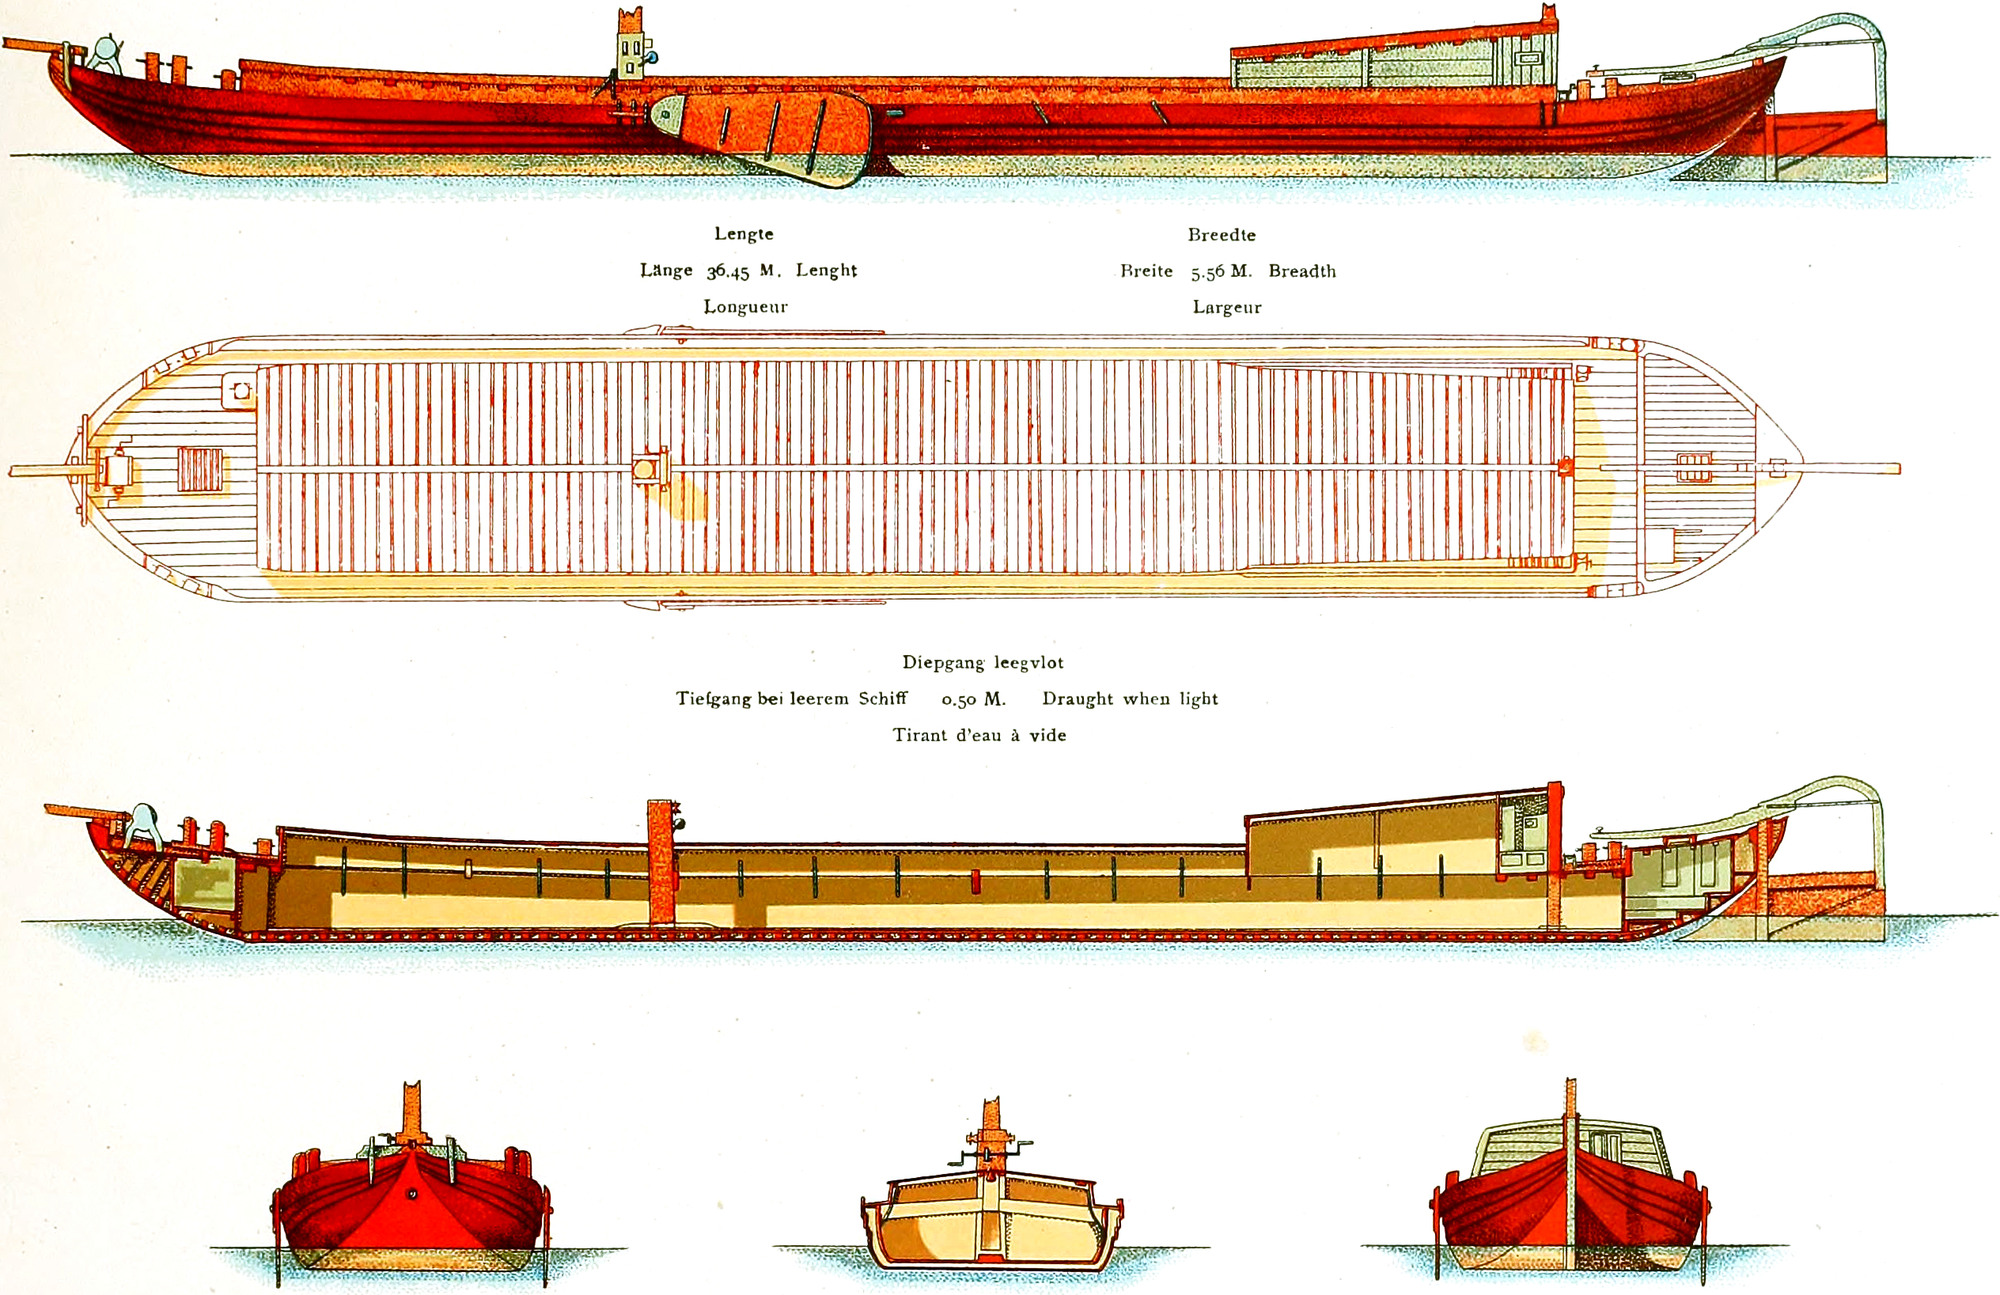 Lengte
Länge 36.45 M. Lenght
Longueur
Breedte
Breite 5.56 M. Breadth
Largeur
Diepgang leegvlot
Tiefgang bei leerem Schiff 0.50 M. Draught when light
Tirant d'eau à vide